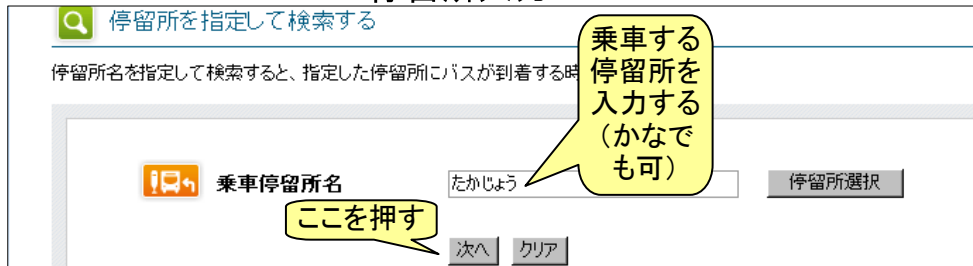 停留所を指定して検索する
停留所名を指定して検索すると、指定した停留所にバスが到着する時
乗車する
停留所を
入力する
（かなで
も可）
乗車停留所名
たかじょう
停留所選択
ここを押す
次へ
クリア